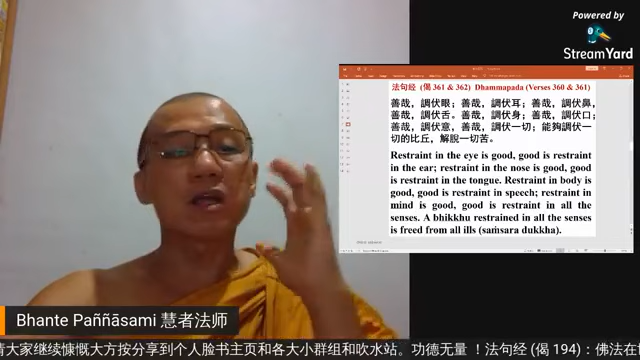 Powered by
StreamYard
法句经 (偈 361 & 362) Dhammapada (Verses 360 & 361)
善哉，調伏眼；善哉，調伏耳；善哉，調伏鼻，
善哉，調伏舌。善哉，調伏身；善哉，調伏口；
善哉，調伏意，善哉，調伏一切；能夠調伏一
切的比丘，解脫一切苦。
Restraint in the eye is good, good is restraint
in the ear; restraint in the nose is good, good
is restraint in the tongue. Restraint in body is
good, good is restraint in speech; restraint in
mind is good, good is restraint in all the
senses. A bhikkhu restrained in all the senses
is freed from all ills (saṁsara dukkha).
Bhante Paññāsami 慧者法师
请大家继续慷慨大方按分享到个人脸书主页和各大小群组和吹水站。功德无量 ！法句经 (偈 194)：佛法在